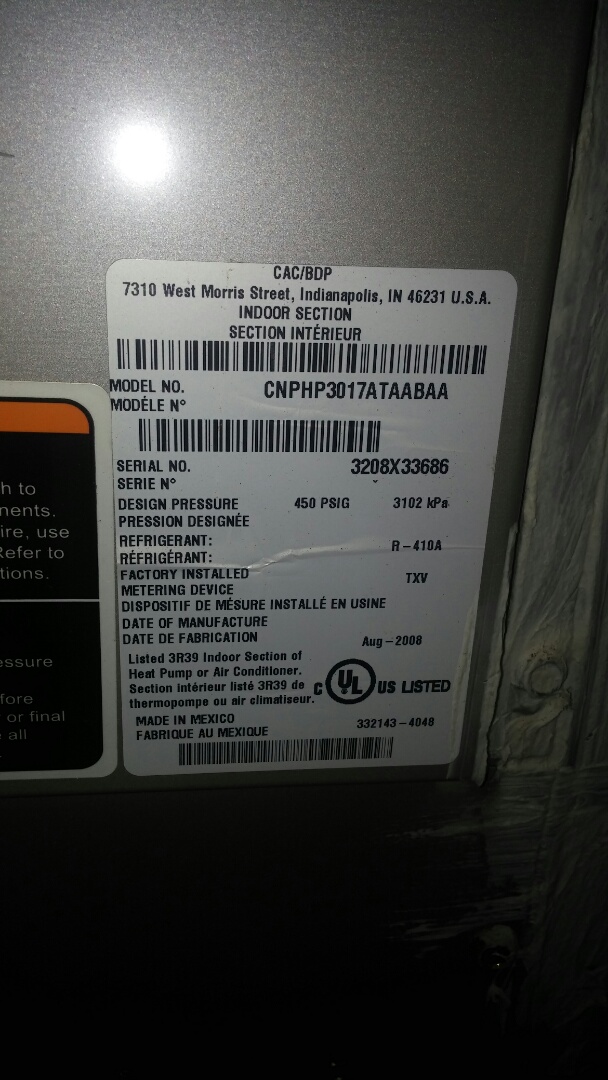 CAC/BDP
7310 West Morris Street, Indianapolis, IN 46231 U.S.A.
INDOOR SECTION
SECTION INTÉRIEUR
MODEL NO. CNPHP3017ATAABAA
MODÉLE N°
SERIAL NO. 3208X33686
SERIE N°
DESIGN PRESSURE 450 PSIG 3102 kPa
PRESSION DESIGNÉE
REFRIGERANT: R-410A
RÉFRIGÉRANT:
FACTORY INSTALLED TXV
METERING DEVICE
DISPOSITIF DE MÉSURE INSTALLÉ EN USINE
DATE OF MANUFACTURE
DATE DE FABRICATION Aug-2008
Listed 3R39 Indoor Section of
Heat Pump or Air Conditioner.
Section intérieur listé 3R39 de
thermopompe ou air climatiseur.
C UL US LISTED
MADE IN MEXICO 332143-4048
FABRIQUE AU MEXIQUE
h to
nents.
ire, use
Refer to
tions.
essure
fore
or final
all